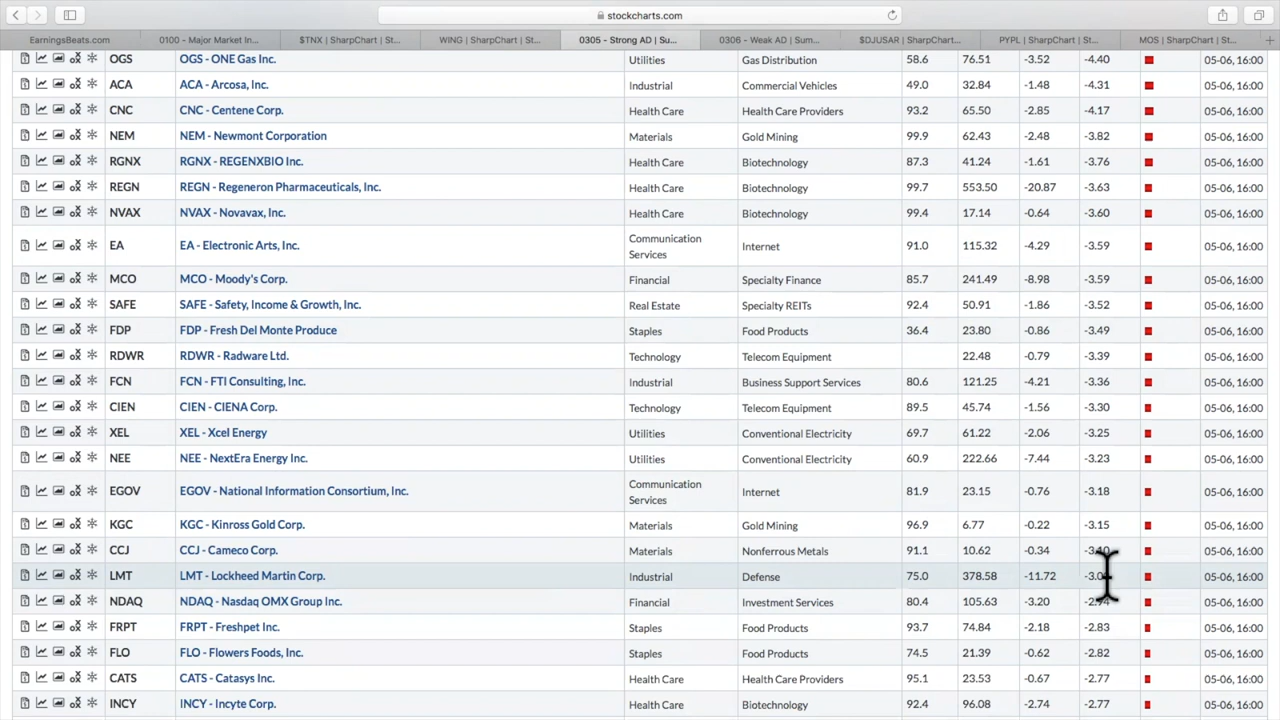 stockcharts.com
EarningsBeats.com
0100 - Major Market In...
$TNX | SharpChart | St...
WING | SharpChart | St...
0305 - Strong AD | Su...
0306 - Weak AD | Sum...
$DJUSAR | SharpChart...
PYPL | SharpChart | St...
MOS | SharpChart | St...
OGS OGS - ONE Gas Inc. Utilities Gas Distribution 58.6 76.51 -3.52 -4.40 05-06, 16:00
ACA ACA - Arcosa, Inc. Industrial Commercial Vehicles 49.0 32.84 -1.48 -4.31 05-06, 16:00
CNC CNC - Centene Corp. Health Care Health Care Providers 93.2 65.50 -2.85 -4.17 05-06, 16:00
NEM NEM - Newmont Corporation Materials Gold Mining 99.9 62.43 -2.48 -3.82 05-06, 16:00
RGNX RGNX - REGENXBIO Inc. Health Care Biotechnology 87.3 41.24 -1.61 -3.76 05-06, 16:00
REGN REGN - Regeneron Pharmaceuticals, Inc. Health Care Biotechnology 99.7 553.50 -20.87 -3.63 05-06, 16:00
NVAX NVAX - Novavax, Inc. Health Care Biotechnology 99.4 17.14 -0.64 -3.60 05-06, 16:00
EA EA - Electronic Arts, Inc. Communication Services Internet 91.0 115.32 -4.29 -3.59 05-06, 16:00
MCO MCO - Moody's Corp. Financial Specialty Finance 85.7 241.49 -8.98 -3.59 05-06, 16:00
SAFE SAFE - Safety, Income & Growth, Inc. Real Estate Specialty REITs 92.4 50.91 -1.86 -3.52 05-06, 16:00
FDP FDP - Fresh Del Monte Produce Staples Food Products 36.4 23.80 -0.86 -3.49 05-06, 16:00
RDWR RDWR - Radware Ltd. Technology Telecom Equipment 22.48 -0.79 -3.39 05-06, 16:00
FCN FCN - FTI Consulting, Inc. Industrial Business Support Services 80.6 121.25 -4.21 -3.36 05-06, 16:00
CIEN CIEN - CIENA Corp. Technology Telecom Equipment 89.5 45.74 -1.56 -3.30 05-06, 16:00
XEL XEL - Xcel Energy Utilities Conventional Electricity 69.7 61.22 -2.06 -3.25 05-06, 16:00
NEE NEE - NextEra Energy Inc. Utilities Conventional Electricity 60.9 222.66 -7.44 -3.23 05-06, 16:00
EGOV EGOV - National Information Consortium, Inc. Communication Services Internet 81.9 23.15 -0.76 -3.18 05-06, 16:00
KGC KGC - Kinross Gold Corp. Materials Gold Mining 96.9 6.77 -0.22 -3.15 05-06, 16:00
CCJ CCJ - Cameco Corp. Materials Nonferrous Metals 91.1 10.62 -0.34 05-06, 16:00
LMT LMT - Lockheed Martin Corp. Industrial Defense 75.0 378.58 -11.72 05-06, 16:00
NDAQ NDAQ - Nasdaq OMX Group Inc. Financial Investment Services 80.4 105.63 -3.20 -2.94 05-06, 16:00
FRPT FRPT - Freshpet Inc. Staples Food Products 93.7 74.84 -2.18 -2.83 05-06, 16:00
FLO FLO - Flowers Foods, Inc. Staples Food Products 74.5 21.39 -0.62 -2.82 05-06, 16:00
CATS CATS - Catasys Inc. Health Care Health Care Providers 95.1 23.53 -0.67 -2.77 05-06, 16:00
INCY INCY - Incyte Corp. Health Care Biotechnology 92.4 96.08 -2.74 -2.77 05-06, 16:00